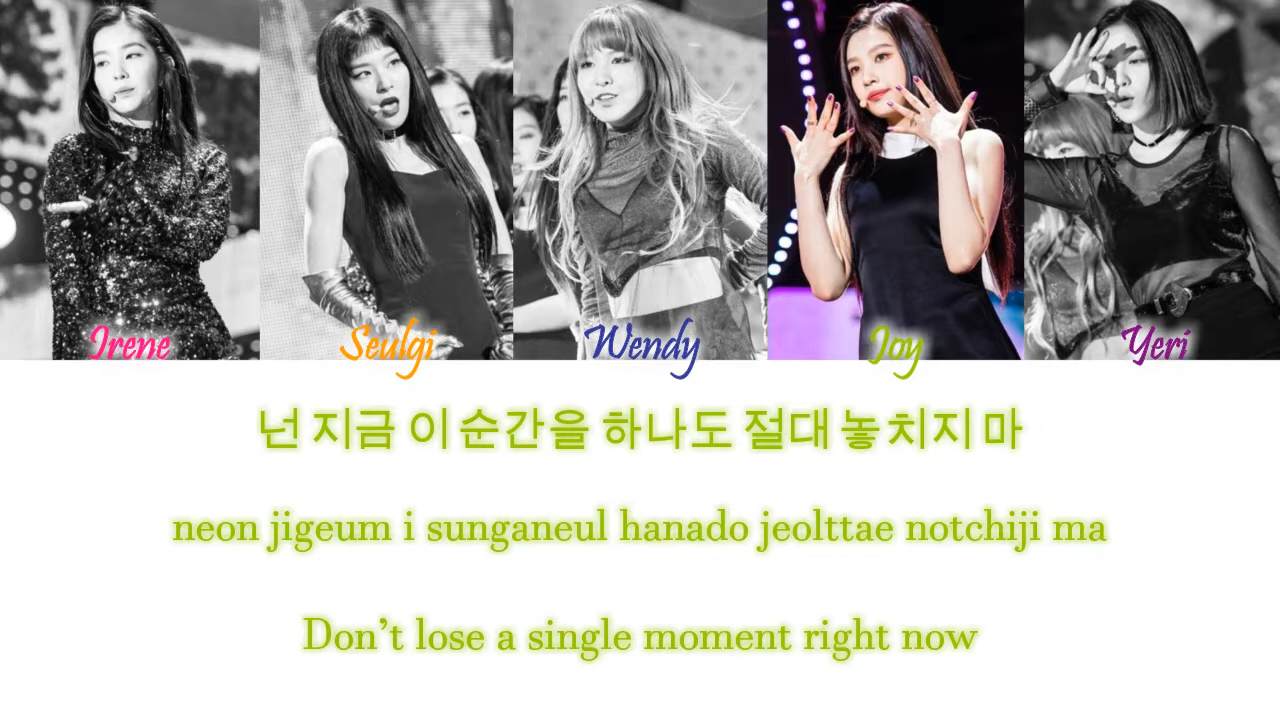 Irene Seulgi Wendy Joy Yeri
넌 지금 이 순간을 하나도 절대 놓치지 마
neon jigeum i sunganeul hanado jeolttae notchiji ma
Don’t lose a single moment right now